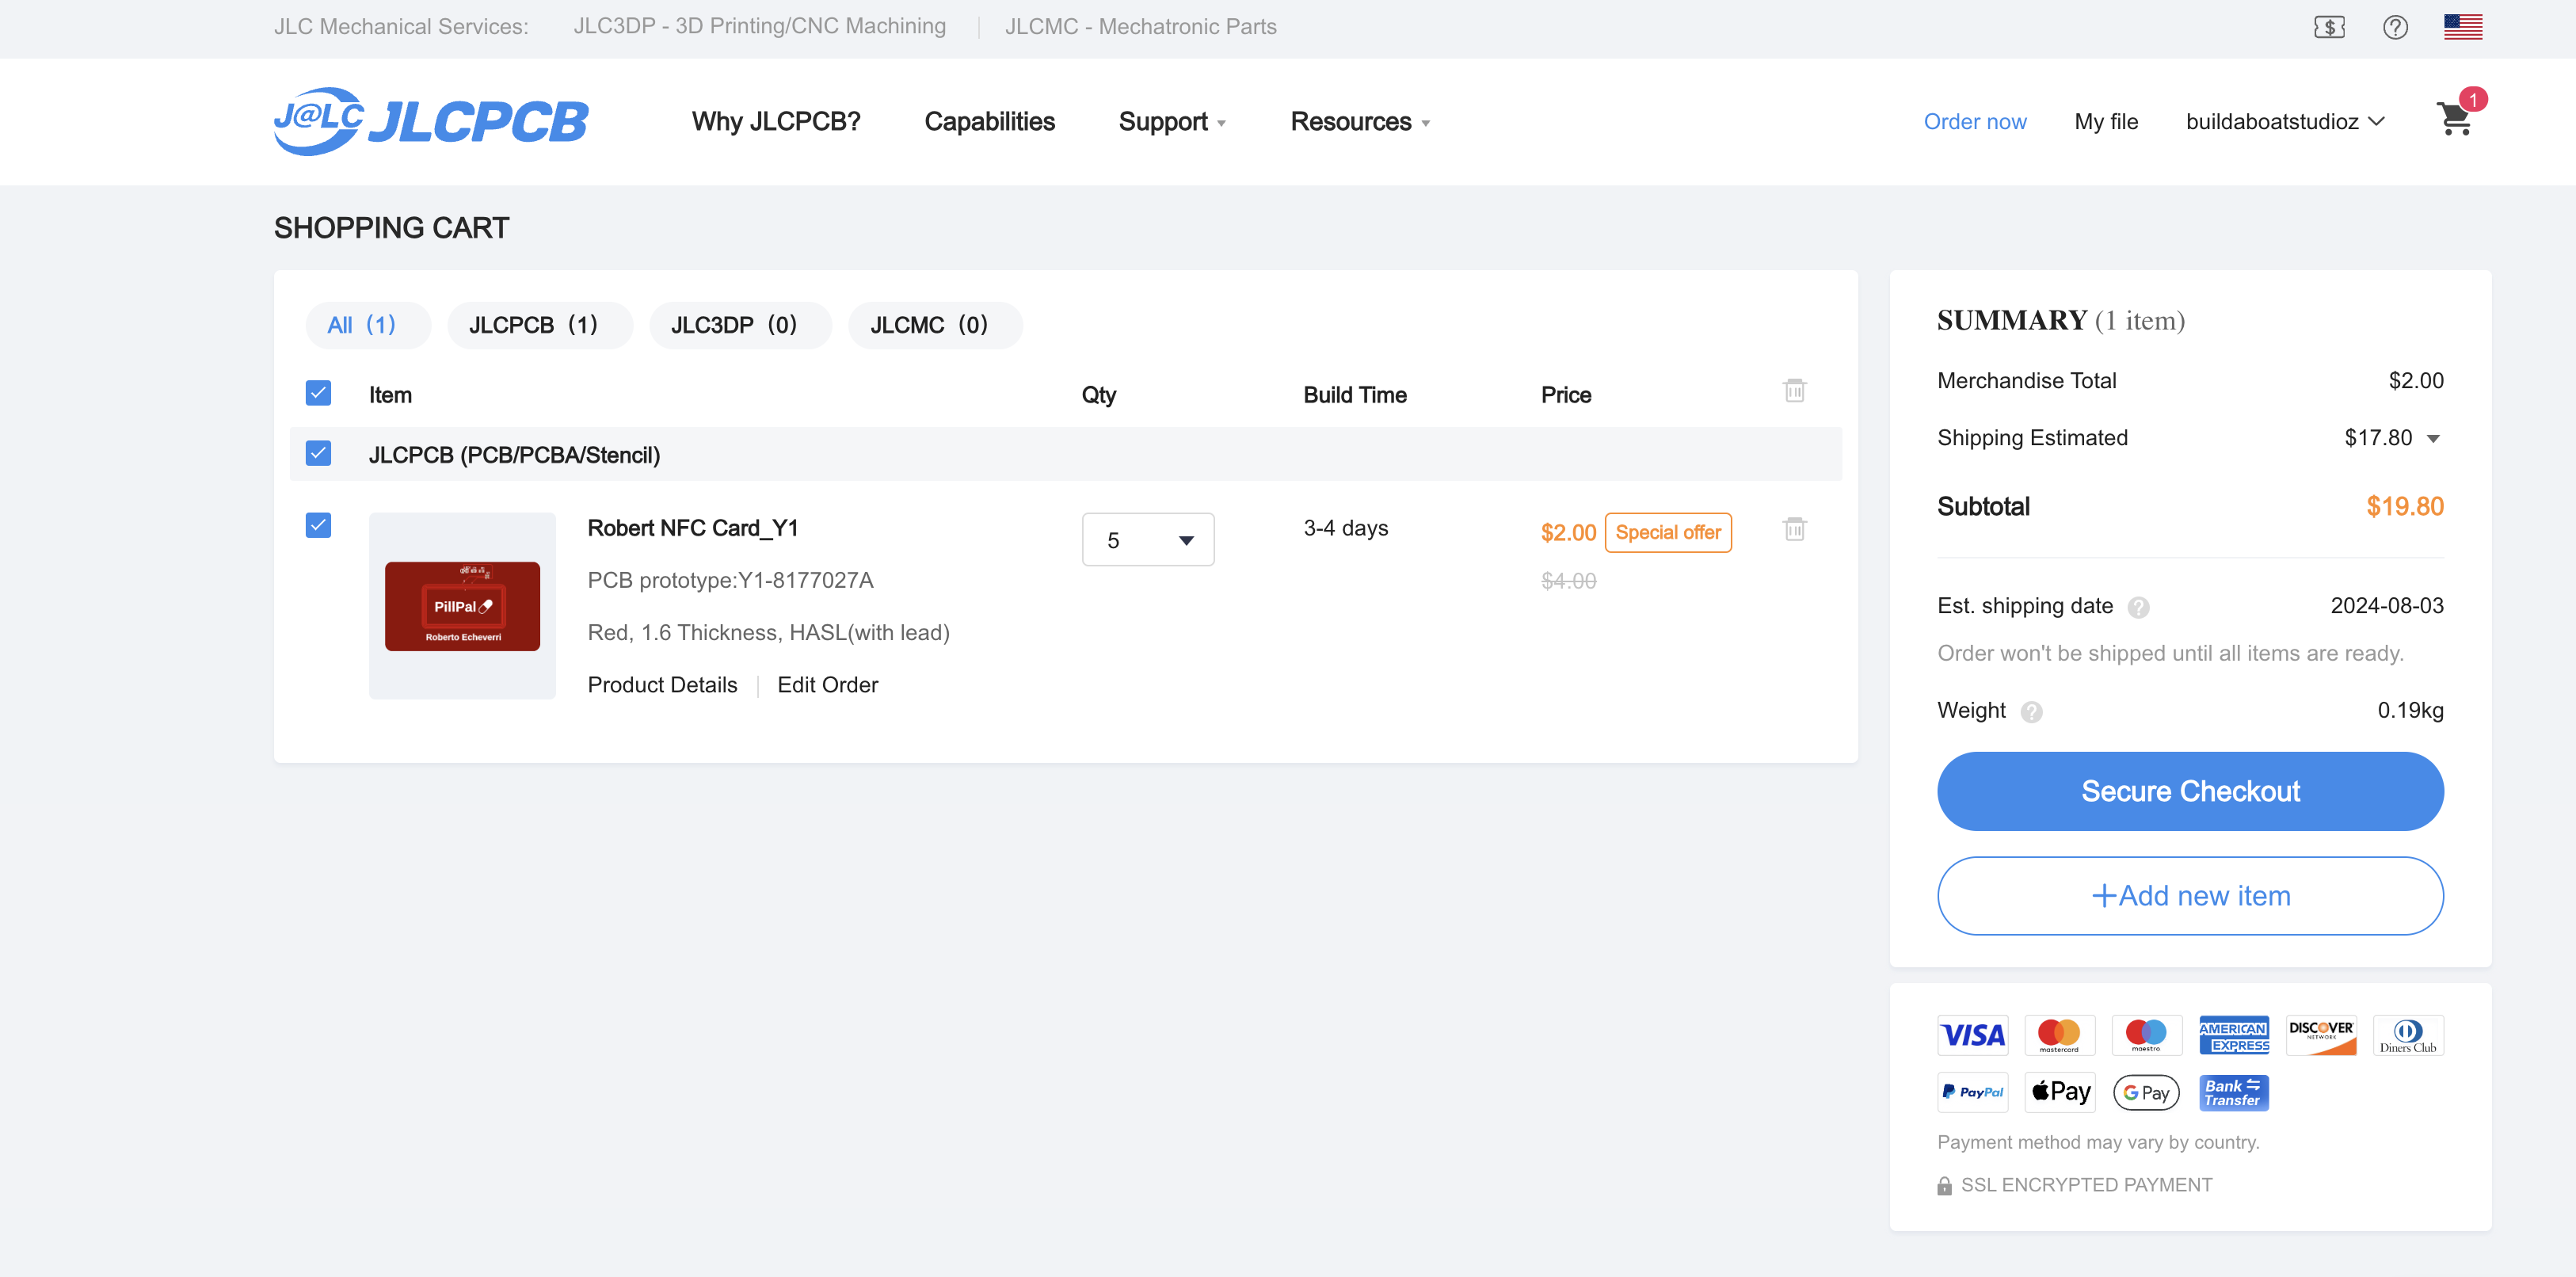 JLC Mechanical Services: JLC3DP - 3D Printing/CNC Machining | JLCMC - Mechatronic Parts
J@LC JLCPCB
Why JLCPCB? Capabilities Support Resources Order now My file buildaboatstudioz 1
SHOPPING CART
All (1) JLCPCB (1) JLC3DP (0) JLCMC (0)
Item Qty Build Time Price
JLCPCB (PCB/PCBA/Stencil)
PillPal
Roberto Echeverri
Robert NFC Card_Y1 5 3-4 days $2.00 Special offer
PCB prototype:Y1-8177027A $4.00
Red, 1.6 Thickness, HASL(with lead)
Product Details | Edit Order
SUMMARY (1 item)
Merchandise Total $2.00
Shipping Estimated $17.80
Subtotal $19.80
Est. shipping date ? 2024-08-03
Order won't be shipped until all items are ready.
Weight ? 0.19kg
Secure Checkout
+Add new item
VISA mastercard maestro AMERICAN EXPRESS DISCOVER NETWORK Diners Club
PayPal Pay G Pay Bank Transfer
Payment method may vary by country.
SSL ENCRYPTED PAYMENT